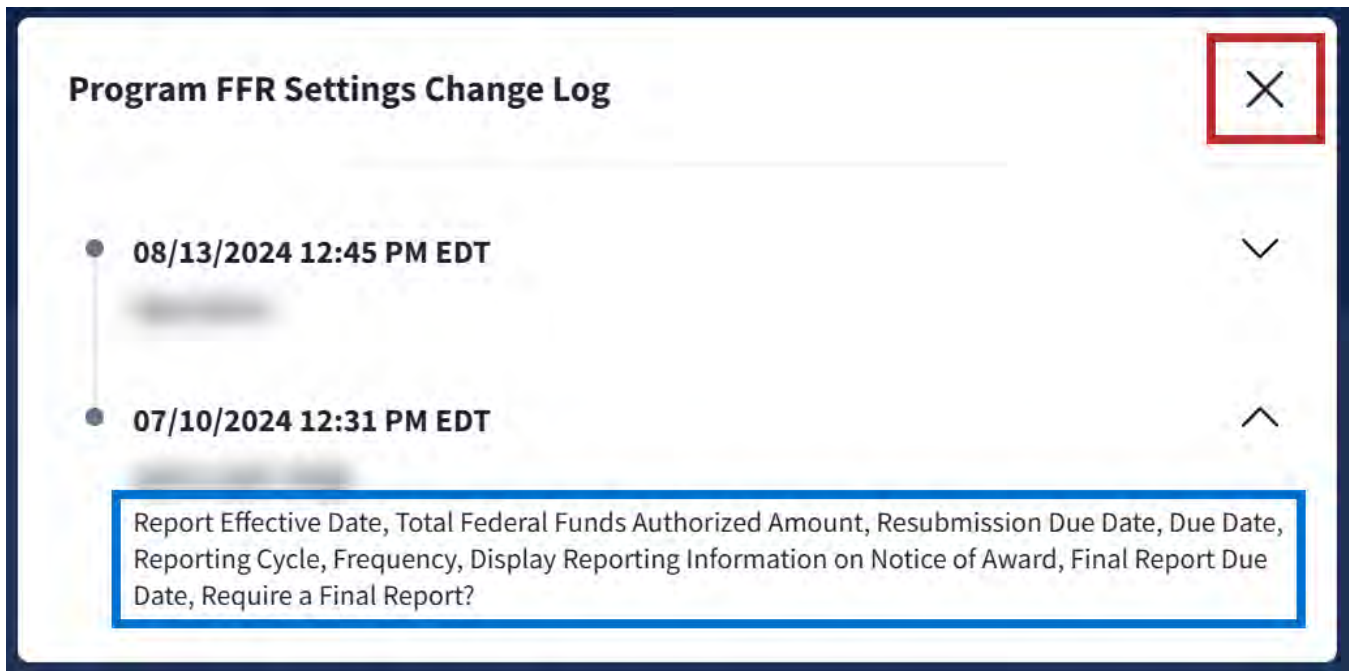 Program FFR Settings Change Log
08/13/2024 12:45 PM EDT
07/10/2024 12:31 PM EDT
Report Effective Date, Total Federal Funds Authorized Amount, Resubmission Due Date, Due Date,
Reporting Cycle, Frequency, Display Reporting Information on Notice of Award, Final Report Due
Date, Require a Final Report?